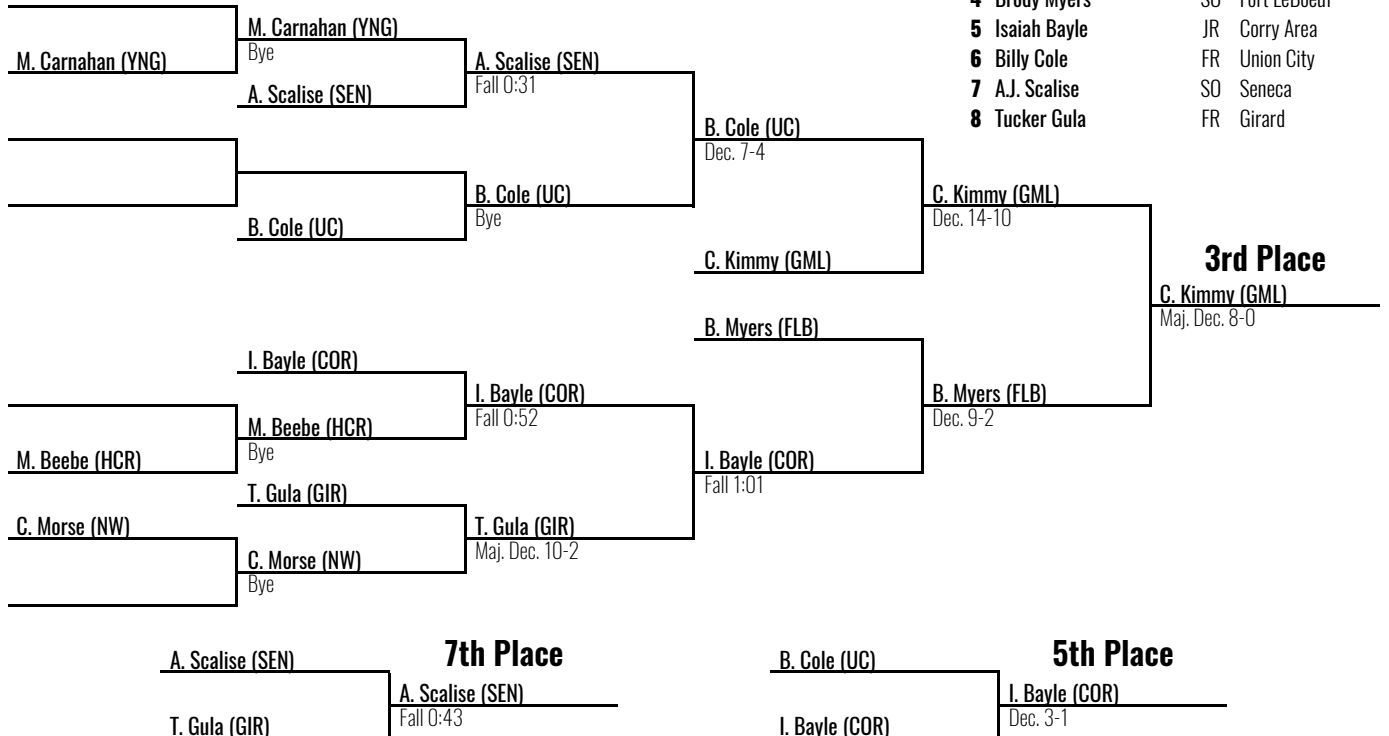 4 Brody Myers SO Fort LeBoeuf
5 Isaiah Bayle JR Corry Area
6 Billy Cole FR Union City
7 A.J. Scalise SO Seneca
8 Tucker Gula FR Girard
M. Carnahan (YNG)
M. Carnahan (YNG)
Bye
A. Scalise (SEN)
A. Scalise (SEN)
Fall 0:31
B. Cole (UC)
Dec. 7-4
B. Cole (UC)
B. Cole (UC)
Bye
C. Kimmy (GML)
C. Kimmy (GML)
Dec. 14-10
3rd Place
C. Kimmy (GML)
Maj. Dec. 8-0
B. Myers (FLB)
B. Myers (FLB)
Dec. 9-2
I. Bayle (COR)
I. Bayle (COR)
Fall 0:52
M. Beebe (HCR)
M. Beebe (HCR)
Bye
I. Bayle (COR)
Fall 1:01
T. Gula (GIR)
T. Gula (GIR)
Maj. Dec. 10-2
C. Morse (NW)
C. Morse (NW)
Bye
7th Place
A. Scalise (SEN)
A. Scalise (SEN)
Fall 0:43
T. Gula (GIR)
5th Place
B. Cole (UC)
I. Bayle (COR)
Dec. 3-1
I. Bayle (COR)